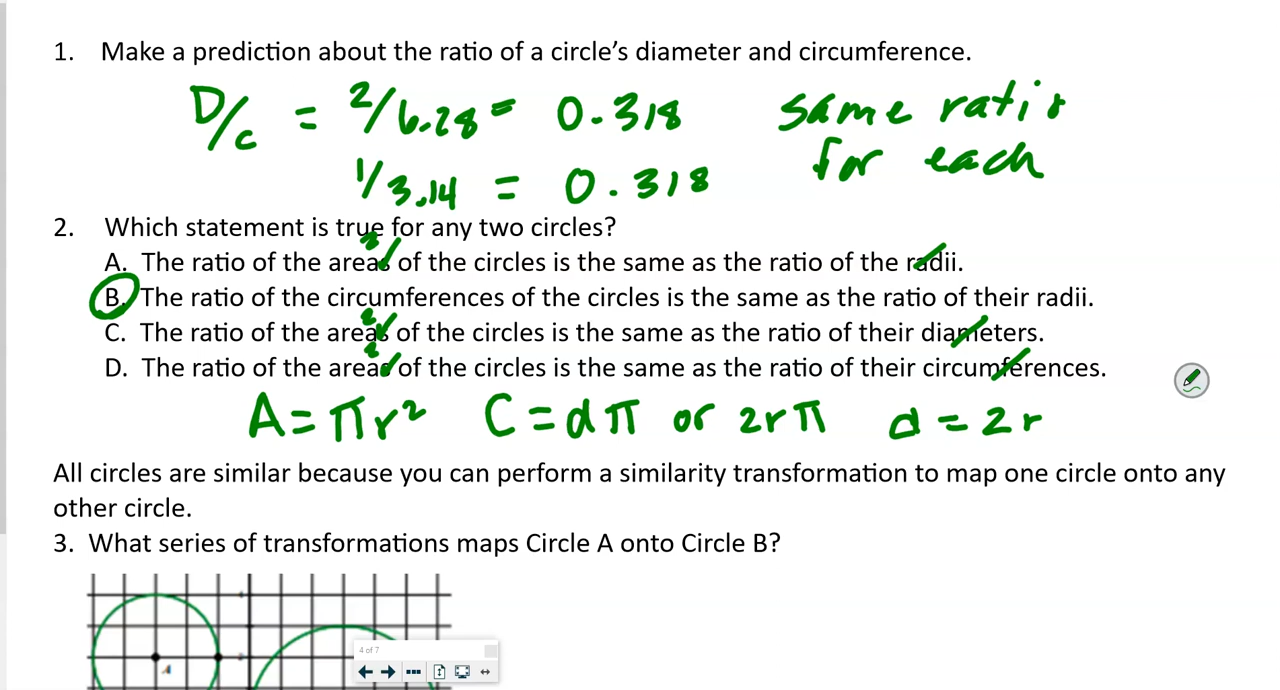 1. Make a prediction about the ratio of a circle's diameter and circumference.
D/c = 2/6.28 = 0.318 same ratio
1/3.14 = 0.318 for each
2. Which statement is true for any two circles?
A. The ratio of the areas of the circles is the same as the ratio of the radii.
B. The ratio of the circumferences of the circles is the same as the ratio of their radii.
C. The ratio of the areas of the circles is the same as the ratio of their diameters.
D. The ratio of the areas of the circles is the same as the ratio of their circumferences.
A = πr² C = dπ or 2rπ d = 2r
All circles are similar because you can perform a similarity transformation to map one circle onto any
other circle.
3. What series of transformations maps Circle A onto Circle B?
A
4 of 7